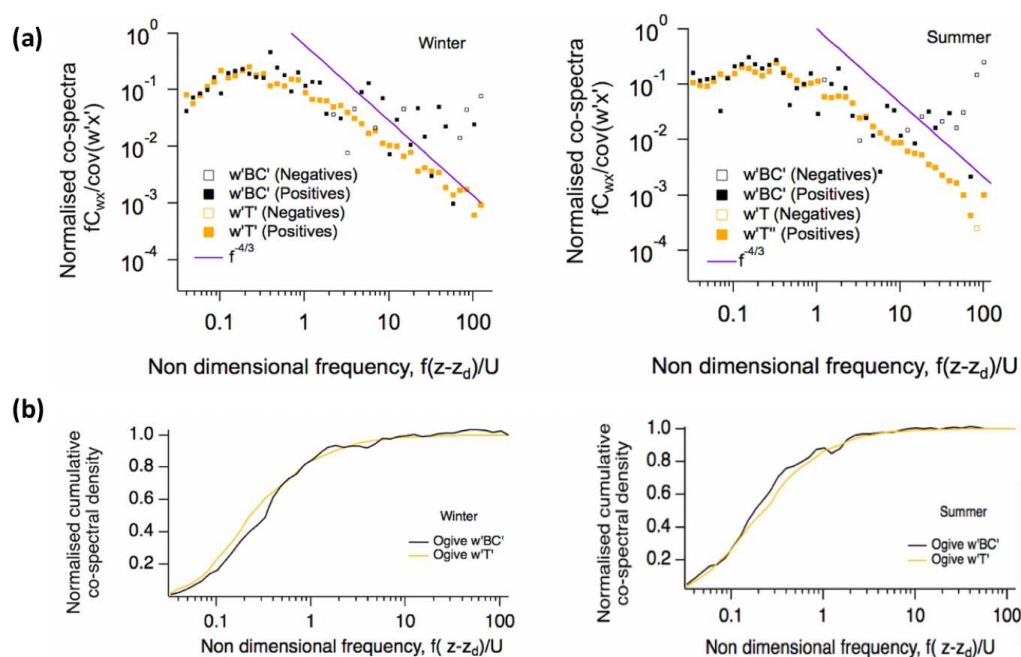 (a)
Normalised co-spectra
fC_wx/cov(w'x')
10^0
10^-1
10^-2
10^-3
10^-4
Winter
w'BC' (Negatives)
w'BC' (Positives)
w'T' (Negatives)
w'T' (Positives)
f^-4/3
0.1
1
10
100
Non dimensional frequency, f(z-z_d)/U
Normalised co-spectra
fC_wx/cov(w'x')
10^0
10^-1
10^-2
10^-3
10^-4
Summer
w'BC' (Negatives)
w'BC' (Positives)
w'T (Negatives)
w'T'' (Positives)
f^-4/3
0.1
1
10
100
Non dimensional frequency, f(z-z_d)/U
(b)
Normalised cumulative
co-spectral density
1.0
0.8
0.6
0.4
0.2
Winter
Ogive w'BC'
Ogive w'T'
0.1
1
10
100
Non dimensional frequency, f( z-z_d)/U
Normalised cumulative
co-spectral density
1.0
0.8
0.6
0.4
0.2
Summer
Ogive w'BC'
Ogive w'T'
0.1
1
10
100
Non dimensional frequency, f( z-z_d)/U